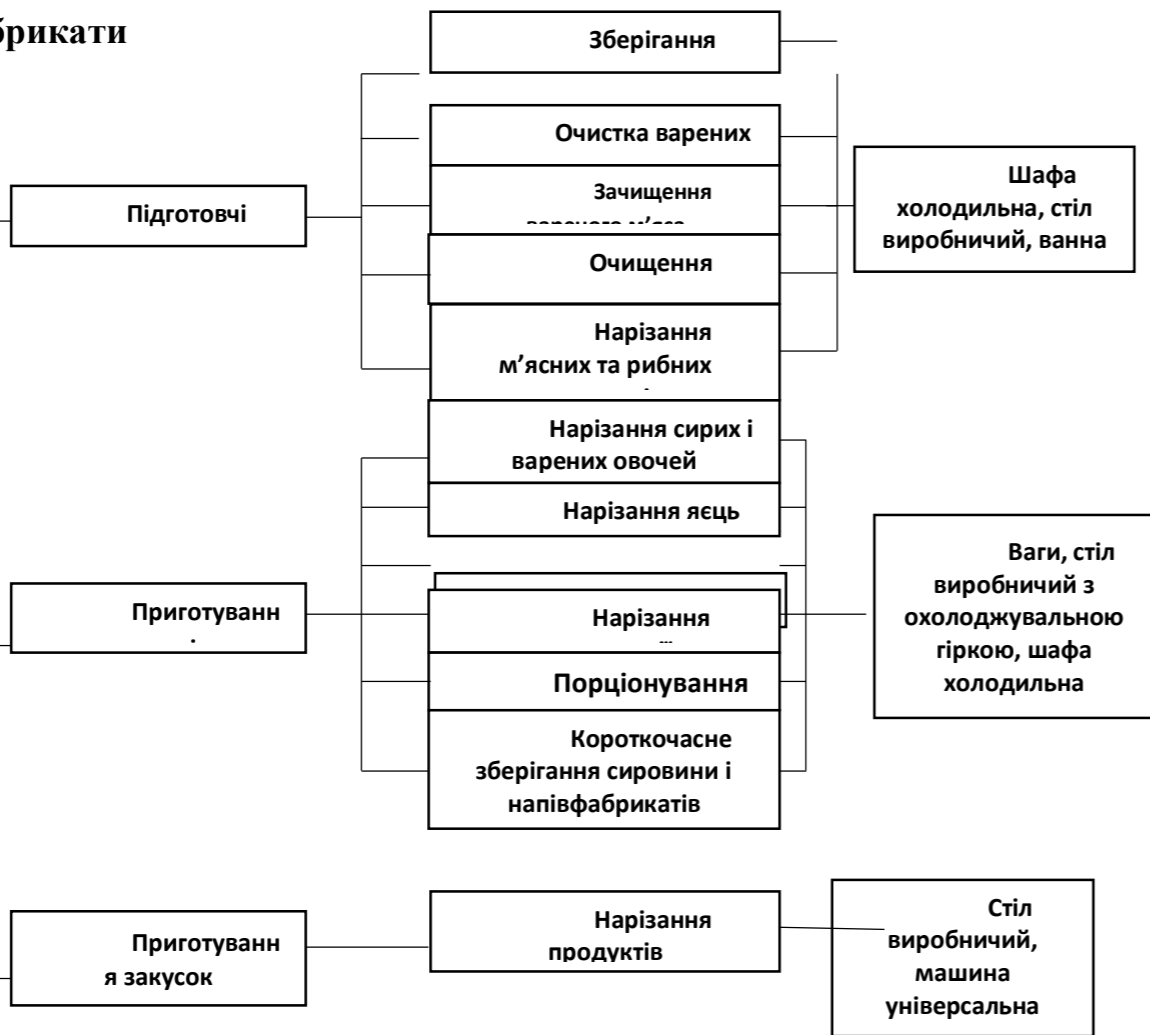 брикати
Зберігання
Очистка варених
Зачищення
вареного м’яса
Очищення
Нарізання
м’ясних та рибних
Підготовчі
Шафа
холодильна, стіл
виробничий, ванна
Нарізання сирих і
варених овочей
Нарізання яєць
Нарізання
Порціонування
Короткочасне
зберігання сировини і
напівфабрикатів
Приготуванн
Ваги, стіл
виробничий з
охолоджувальною
гіркою, шафа
холодильна
Приготуванн
я закусок
Нарізання
продуктів
Стіл
виробничий,
машина
універсальна